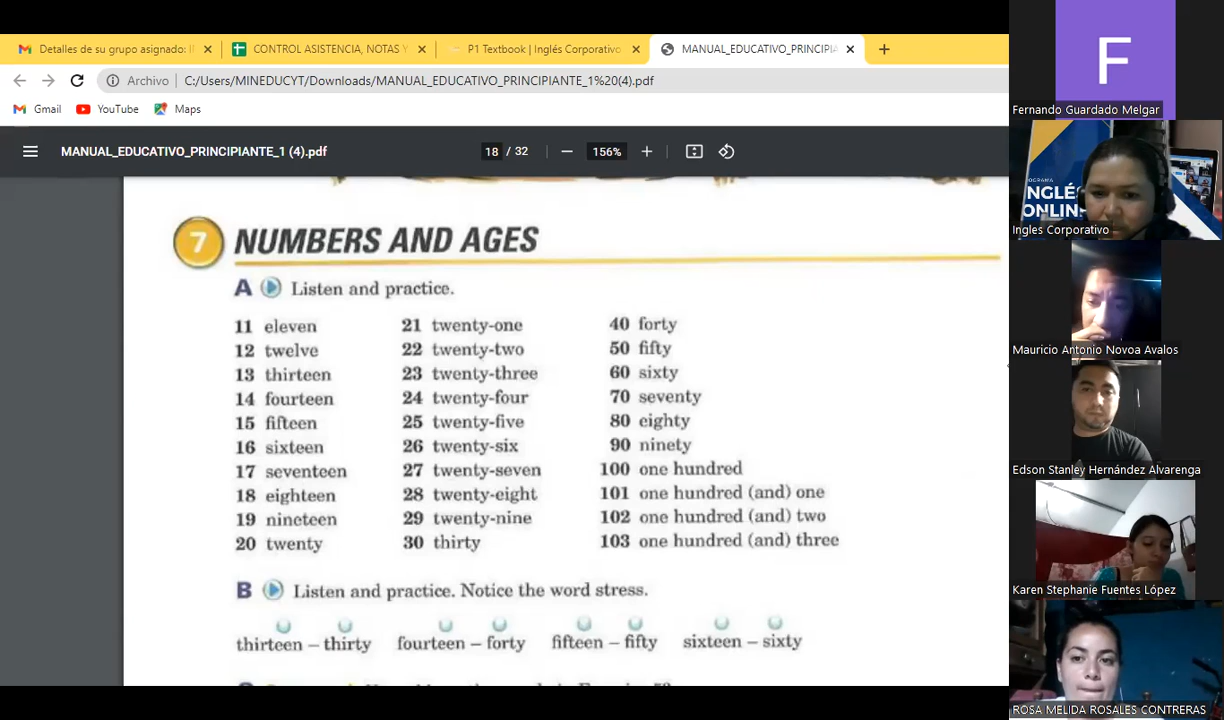 Detalles de su grupo asignado: II
CONTROL ASISTENCIA, NOTAS Y
P1 Textbook | Inglés Corporativo
MANUAL_EDUCATIVO_PRINCIPIA
Archivo
C:/Users/MINEDUCYT/Downloads/MANUAL_EDUCATIVO_PRINCIPIANTE_1%20(4).pdf
Gmail
YouTube
Maps
MANUAL_EDUCATIVO_PRINCIPIANTE_1 (4).pdf
18 / 32
156%
7 NUMBERS AND AGES
A Listen and practice.
11 eleven
12 twelve
13 thirteen
14 fourteen
15 fifteen
16 sixteen
17 seventeen
18 eighteen
19 nineteen
20 twenty
21 twenty-one
22 twenty-two
23 twenty-three
24 twenty-four
25 twenty-five
26 twenty-six
27 twenty-seven
28 twenty-eight
29 twenty-nine
30 thirty
40 forty
50 fifty
60 sixty
70 seventy
80 eighty
90 ninety
100 one hundred
101 one hundred (and) one
102 one hundred (and) two
103 one hundred (and) three
B Listen and practice. Notice the word stress.
thirteen – thirty fourteen – forty fifteen – fifty sixteen – sixty
F
Fernando Guardado Melgar
PROGRAMA
INGLÉS
ONLINE
Ingles Corporativo
Mauricio Antonio Novoa Avalos
Edson Stanley Hernández Alvarenga
Karen Stephanie Fuentes López
ROSA MELIDA ROSALES CONTRERAS